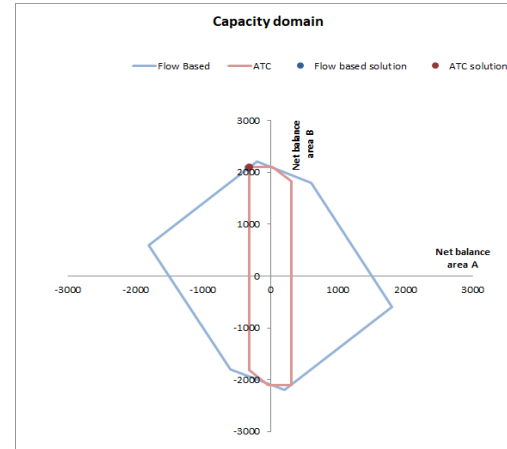 Capacity domain
Flow Based
ATC
Flow based solution
ATC solution
3000
2000
1000
0
-1000
-2000
-3000
-3000
-2000
-1000
0
1000
2000
3000
Net balance
area B
Net balance
area A